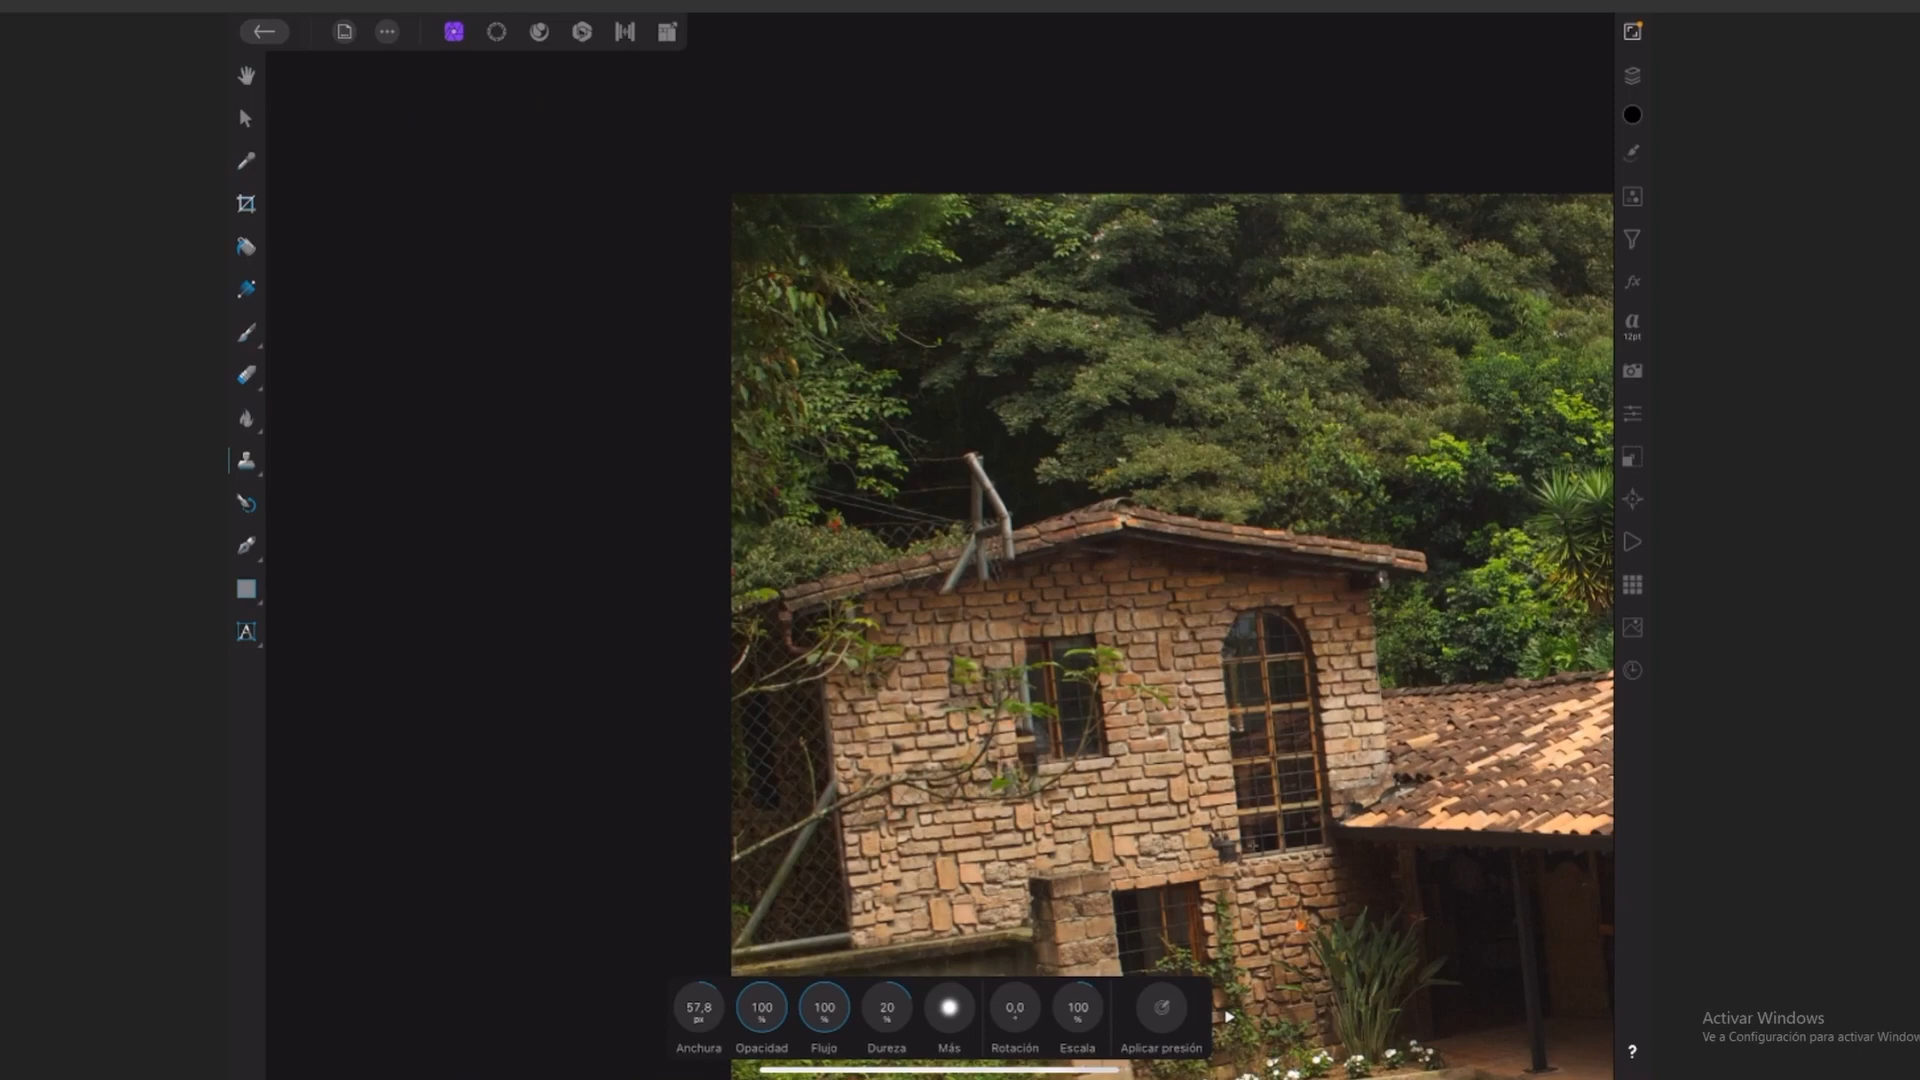 12pt
57,8
px
Anchura
100
%
Opacidad
100
%
Flujo
20
%
Dureza
Más
0,0
°
Rotación
100
%
Escala
Aplicar presión
?
Activar Windows
Ve a Configuración para activar Window